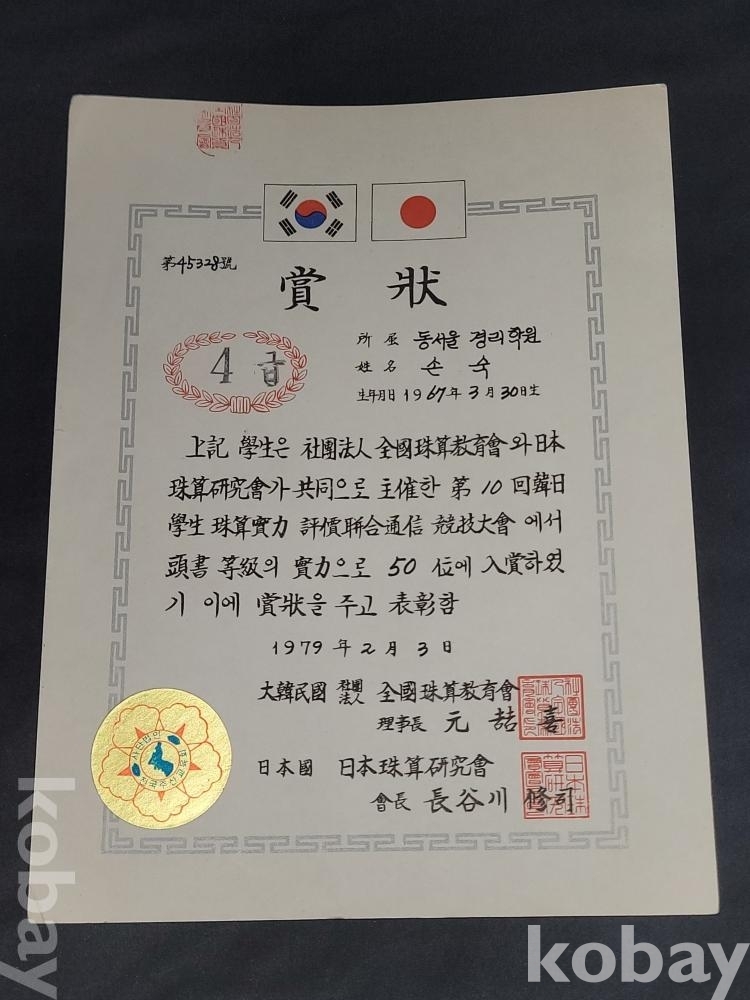 第45328號
賞狀
4급
所屬 동서울 경리학원
姓名 손숙
生年月日 1967年 3月 30日生
上記 學生은 社團法人 全國珠算敎育會와 日本
珠算硏究會가 共同으로 主催한 第10回 韓日
學生 珠算實力 評價聯合通信 競技大會에서
頭書 等級의 實力으로 50位에 入賞하였
기 이에 賞狀을 주고 表彰함
1979年 2月 3日
大韓民國 社團法人 全國珠算敎育會
理事長 元喆喜
日本國 日本珠算硏究會
會長 長谷川 修司
kobay
kobay